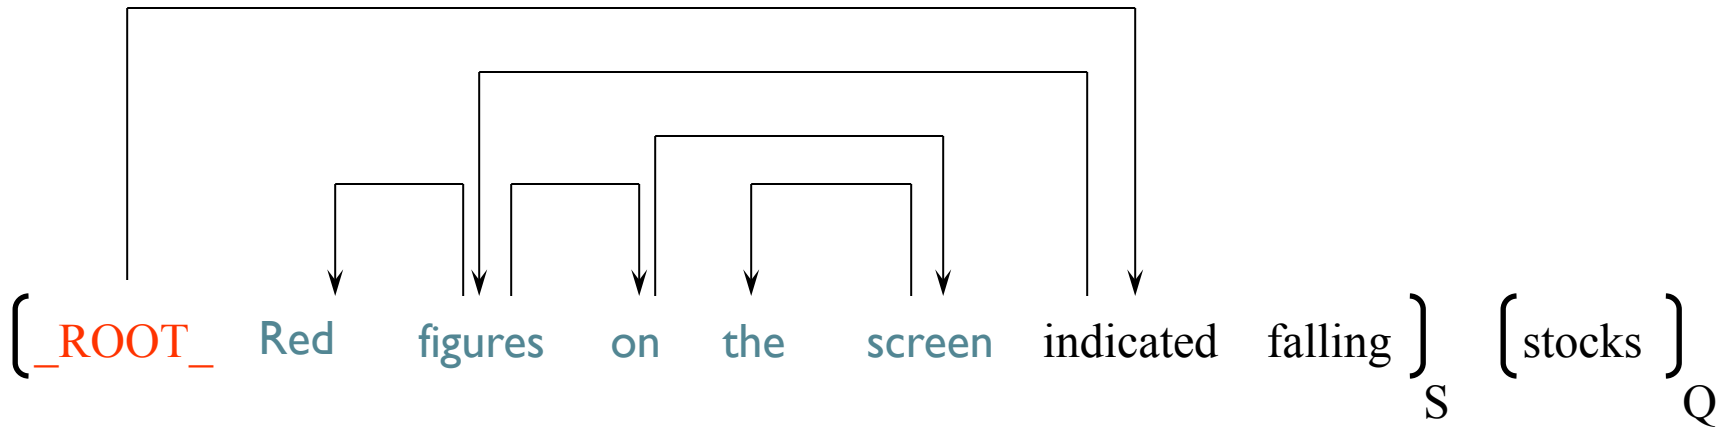 [_ROOT_ Red figures on the screen indicated falling]S [stocks]Q